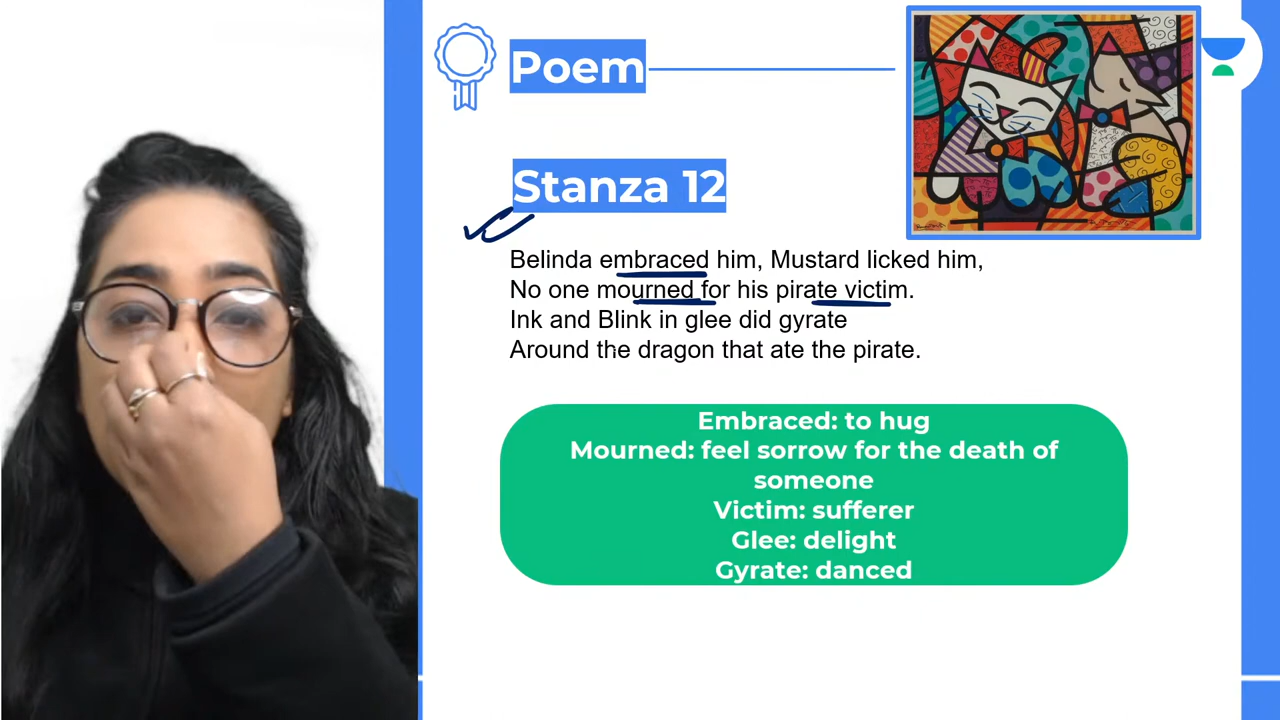 Poem
Stanza 12
Belinda embraced him, Mustard licked him,
No one mourned for his pirate victim.
Ink and Blink in glee did gyrate
Around the dragon that ate the pirate.
Embraced: to hug
Mourned: feel sorrow for the death of
someone
Victim: sufferer
Glee: delight
Gyrate: danced